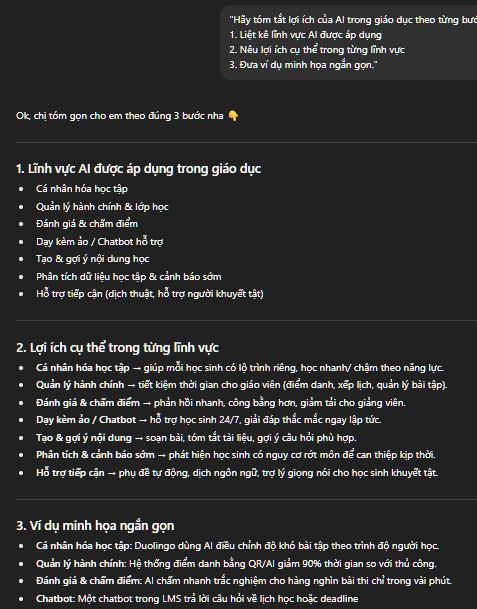 "Hãy tóm tắt lợi ích của AI trong giáo dục theo từng
1. Liệt kê lĩnh vực AI được áp dụng
2. Nêu lợi ích cụ thể trong từng lĩnh vực
3. Đưa ví dụ minh họa ngắn gọn."
Ok, chị tóm gọn cho em theo đúng 3 bước nha 👇
1. Lĩnh vực AI được áp dụng trong giáo dục
• Cá nhân hóa học tập
• Quản lý hành chính & lớp học
• Đánh giá & chấm điểm
• Dạy kèm ảo / Chatbot hỗ trợ
• Tạo & gợi ý nội dung học
• Phân tích dữ liệu học tập & cảnh báo sớm
• Hỗ trợ tiếp cận (dịch thuật, hỗ trợ người khuyết tật)
2. Lợi ích cụ thể trong từng lĩnh vực
• Cá nhân hóa học tập → giúp mỗi học sinh có lộ trình riêng, học nhanh/ chậm theo năng lực.
• Quản lý hành chính → tiết kiệm thời gian cho giáo viên (điểm danh, xếp lịch, quản lý bài tập).
• Đánh giá & chấm điểm → phản hồi nhanh, công bằng hơn, giảm tải cho giảng viên.
• Dạy kèm ảo / Chatbot → hỗ trợ học sinh 24/7, giải đáp thắc mắc ngay lập tức.
• Tạo & gợi ý nội dung → soạn bài, tóm tắt tài liệu, gợi ý câu hỏi phù hợp.
• Phân tích & cảnh báo sớm → phát hiện học sinh có nguy cơ rớt môn để can thiệp kịp thời.
• Hỗ trợ tiếp cận → phụ đề tự động, dịch ngôn ngữ, trợ lý giọng nói cho học sinh khuyết tật.
3. Ví dụ minh họa ngắn gọn
• Cá nhân hóa học tập: Duolingo dùng AI điều chỉnh độ khó bài tập theo trình độ người học.
• Quản lý hành chính: Hệ thống điểm danh bằng QR/AI giảm 90% thời gian so với thủ công.
• Đánh giá & chấm điểm: AI chấm nhanh trắc nghiệm cho hàng nghìn bài thi chỉ trong vài phút.
• Chatbot: Một chatbot trong LMS trả lời câu hỏi về lịch học hoặc deadline